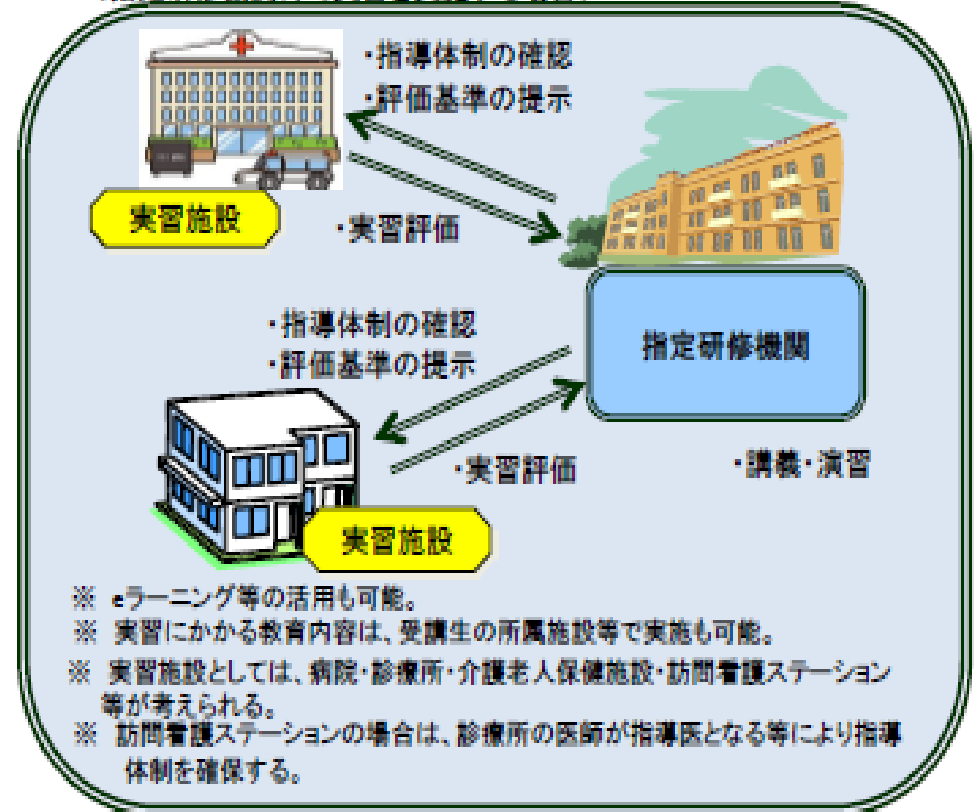 ・指導体制の確認
・評価基準の提示
実習施設
・実習評価
・指導体制の確認
・評価基準の提示
指定研修機関
・実習評価
・講義・演習
実習施設
※ eラーニング等の活用も可能。
※ 実習にかかる教育内容は、受講生の所属施設等で実施も可能。
※ 実習施設としては、病院・診療所・介護老人保健施設・訪問看護ステーション
等が考えられる。
※ 訪問看護ステーションの場合は、診療所の医師が指導医となる等により指導
体制を確保する。